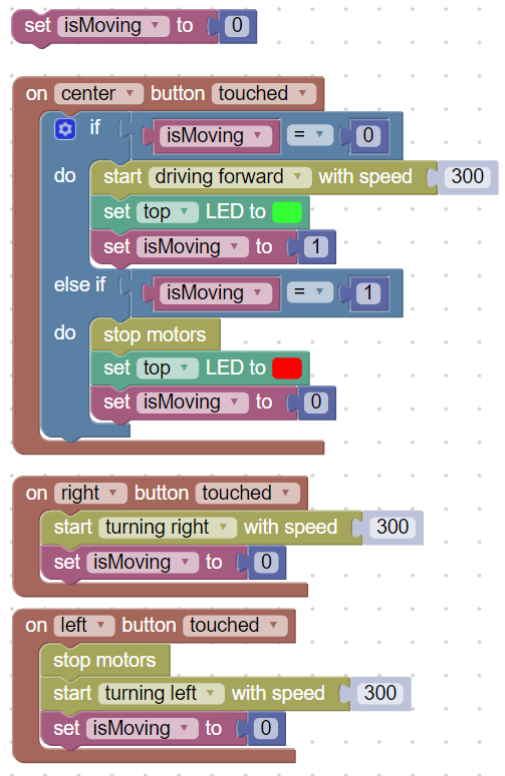 set isMoving to 0
on center button touched
if isMoving = 0
do start driving forward with speed 300
set top LED to
set isMoving to 1
else if isMoving = 1
do stop motors
set top LED to
set isMoving to 0
on right button touched
start turning right with speed 300
set isMoving to 0
on left button touched
stop motors
start turning left with speed 300
set isMoving to 0